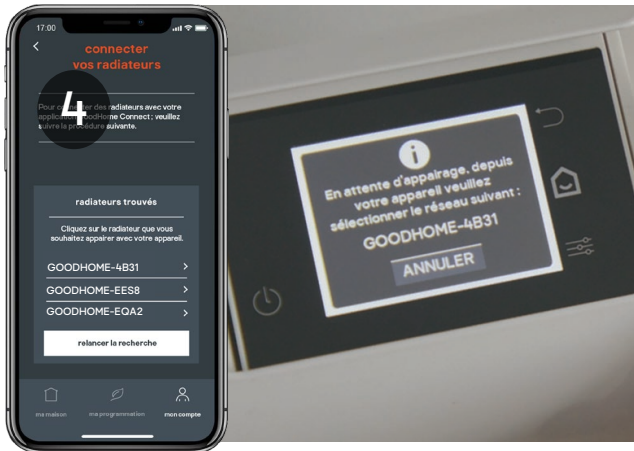 17:00
connecter
vos radiateurs
4
Pour connecter des radiateurs avec votre
application GoodHome Connect ; veuillez
suivre la procédure suivante.
radiateurs trouvés
Cliquez sur le radiateur que vous
souhaitez appairer avec votre appareil.
GOODHOME-4B31
GOODHOME-EES8
GOODHOME-EQA2
relancer la recherche
ma maison
ma programmation
mon compte
En attente d'appairage, depuis
votre appareil veuillez
sélectionner le réseau suivant :
GOODHOME-4B31
ANNULER